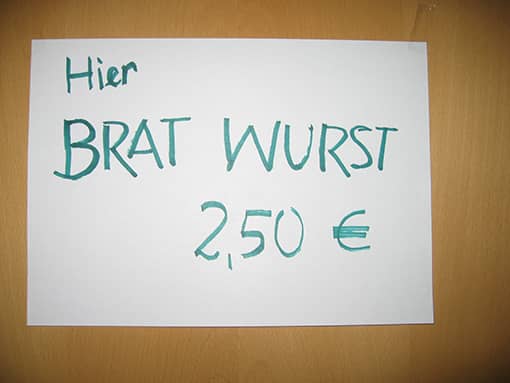 Hier
BRAT WURST
2,50 €